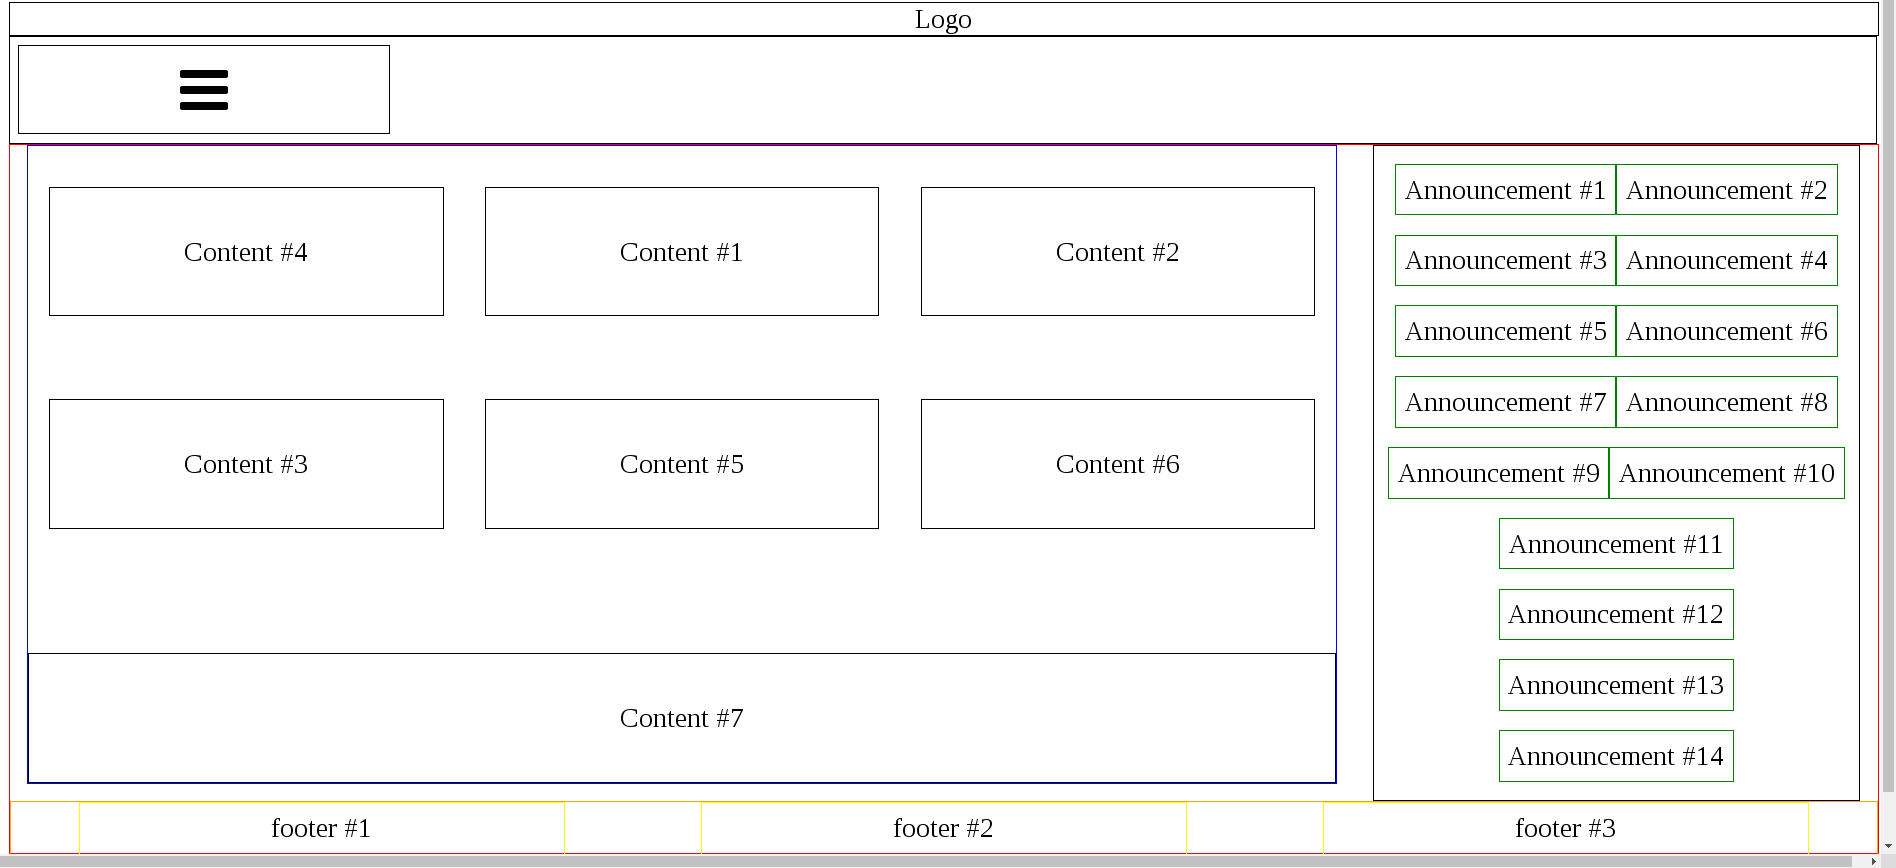 Logo
Content #4 Content #1 Content #2
Content #3 Content #5 Content #6
Content #7
Announcement #1 Announcement #2
Announcement #3 Announcement #4
Announcement #5 Announcement #6
Announcement #7 Announcement #8
Announcement #9 Announcement #10
Announcement #11
Announcement #12
Announcement #13
Announcement #14
footer #1 footer #2 footer #3